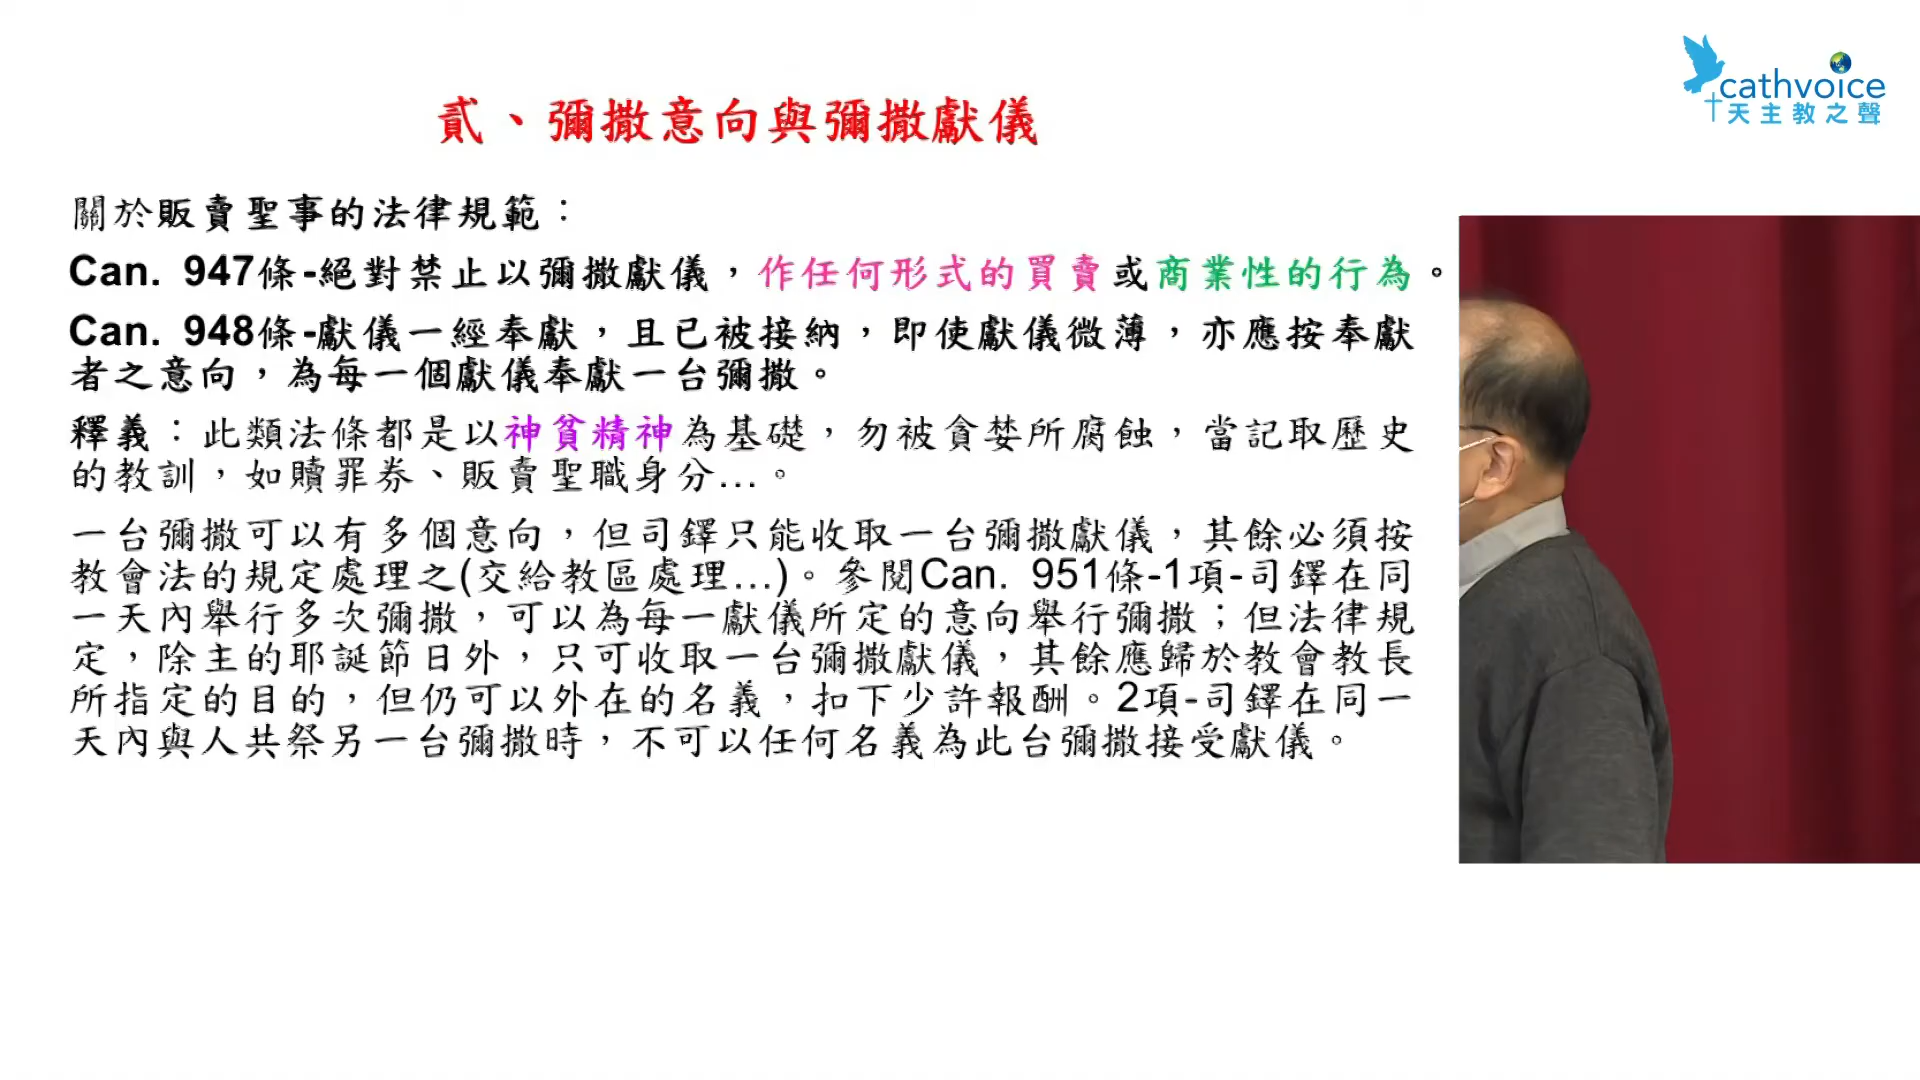 cathvoice
天主教之聲
貳、彌撒意向與彌撒獻儀
關於販賣聖事的法律規範：
Can. 947條-絕對禁止以彌撒獻儀，作任何形式的買賣或商業性的行為。
Can. 948條-獻儀一經奉獻，且已被接納，即使獻儀微薄，亦應按奉獻
者之意向，為每一個獻儀奉獻一台彌撒。
釋義：此類法條都是以神貧精神為基礎，勿被貪婪所腐蝕，當記取歷史
的教訓，如贖罪券、販賣聖職身分...。
一台彌撒可以有多個意向，但司鐸只能收取一台彌撒獻儀，其餘必須按
教會法的規定處理之(交給教區處理...)。參閱Can. 951條-1項-司鐸在同
一天內舉行多次彌撒，可以為每一獻儀所定的意向舉行彌撒；但法律規
定，除主的耶誕節日外，只可收取一台彌撒獻儀，其餘應歸於教會教長
所指定的目的，但仍可以外在的名義，扣下少許報酬。2項-司鐸在同一
天內與人共祭另一台彌撒時，不可以任何名義為此台彌撒接受獻儀。